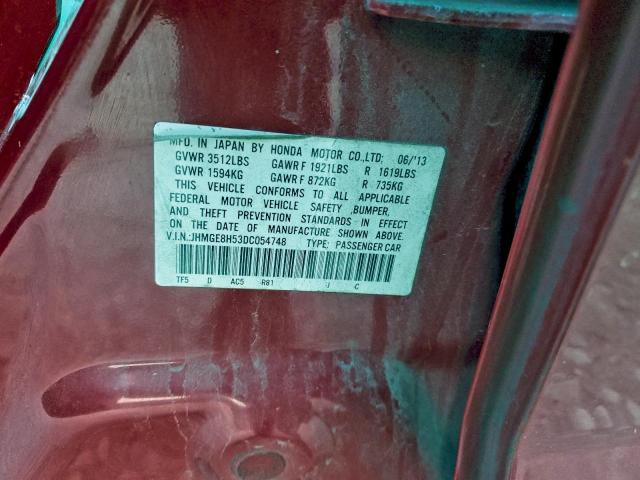 MFD. IN JAPAN BY HONDA MOTOR CO.,LTD. 06/'13
GVWR 3512LBS GAWR F 1921LBS R 1619LBS
GVWR 1594KG GAWR F 872KG R 735KG
THIS VEHICLE CONFORMS TO ALL APPLICABLE
FEDERAL MOTOR VEHICLE SAFETY ,BUMPER,
AND THEFT PREVENTION STANDARDS IN EFFECT
ON THE DATE OF MANUFACTURE SHOWN ABOVE.
V.I.N.:JHMGE8H53DC054748 TYPE: PASSENGER CAR
TF5 D AC5 R81 J C